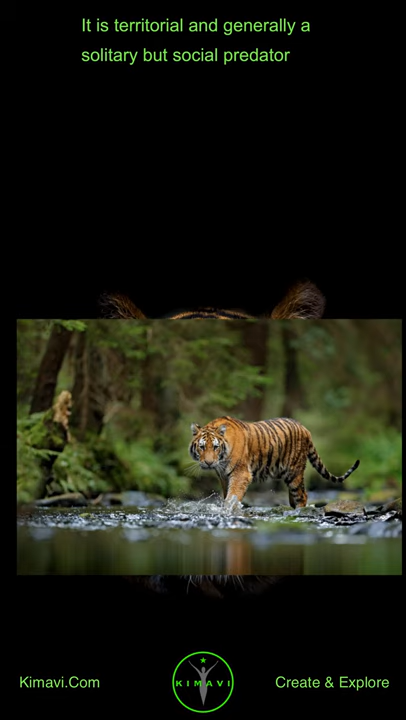 It is territorial and generally a
solitary but social predator
Kimavi.Com
KIMAVI
Create & Explore